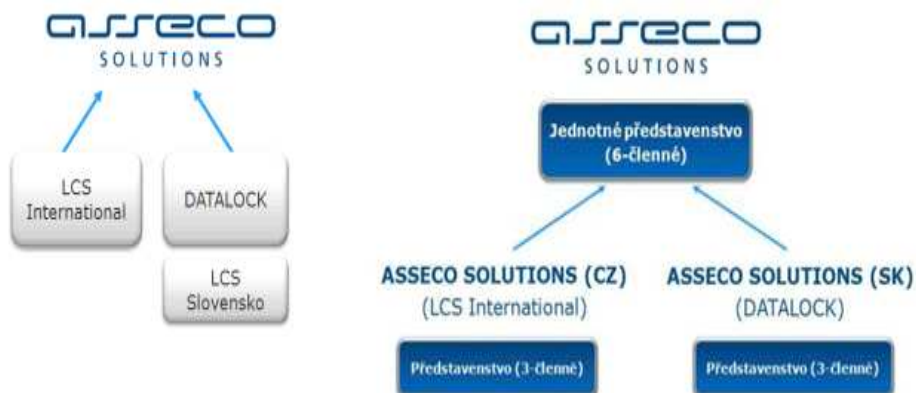 asseco
SOLUTIONS
LCS
International
DATALOCK
LCS
Slovensko
asseco
SOLUTIONS
Jednotné představenstvo
(6-členné)
ASSECO SOLUTIONS (CZ)
(LCS International)
Představenstvo (3-členné)
ASSECO SOLUTIONS (SK)
(DATALOCK)
Představenstvo (3-členné)